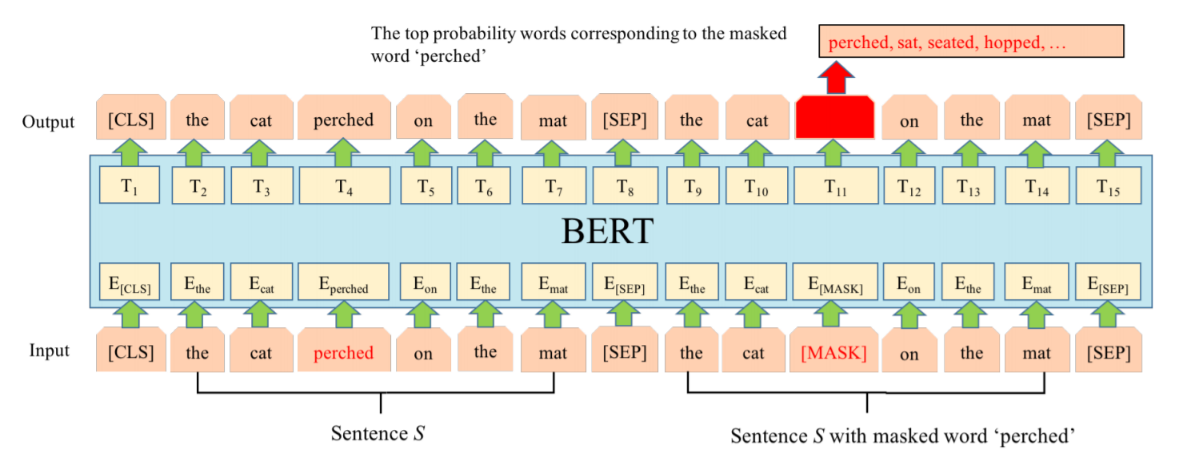 The top probability words corresponding to the masked
word ‘perched’
perched, sat, seated, hopped, …
Output
[CLS] the cat perched on the mat [SEP] the cat on the mat [SEP]
T1 T2 T3 T4 T5 T6 T7 T8 T9 T10 T11 T12 T13 T14 T15
BERT
E[CLS] Ethe Ecat Eperched Eon Ethe Emat E[SEP] Ethe Ecat E[MASK] Eon Ethe Emat E[SEP]
Input
[CLS] the cat perched on the mat [SEP] the cat [MASK] on the mat [SEP]
Sentence S
Sentence S with masked word ‘perched’